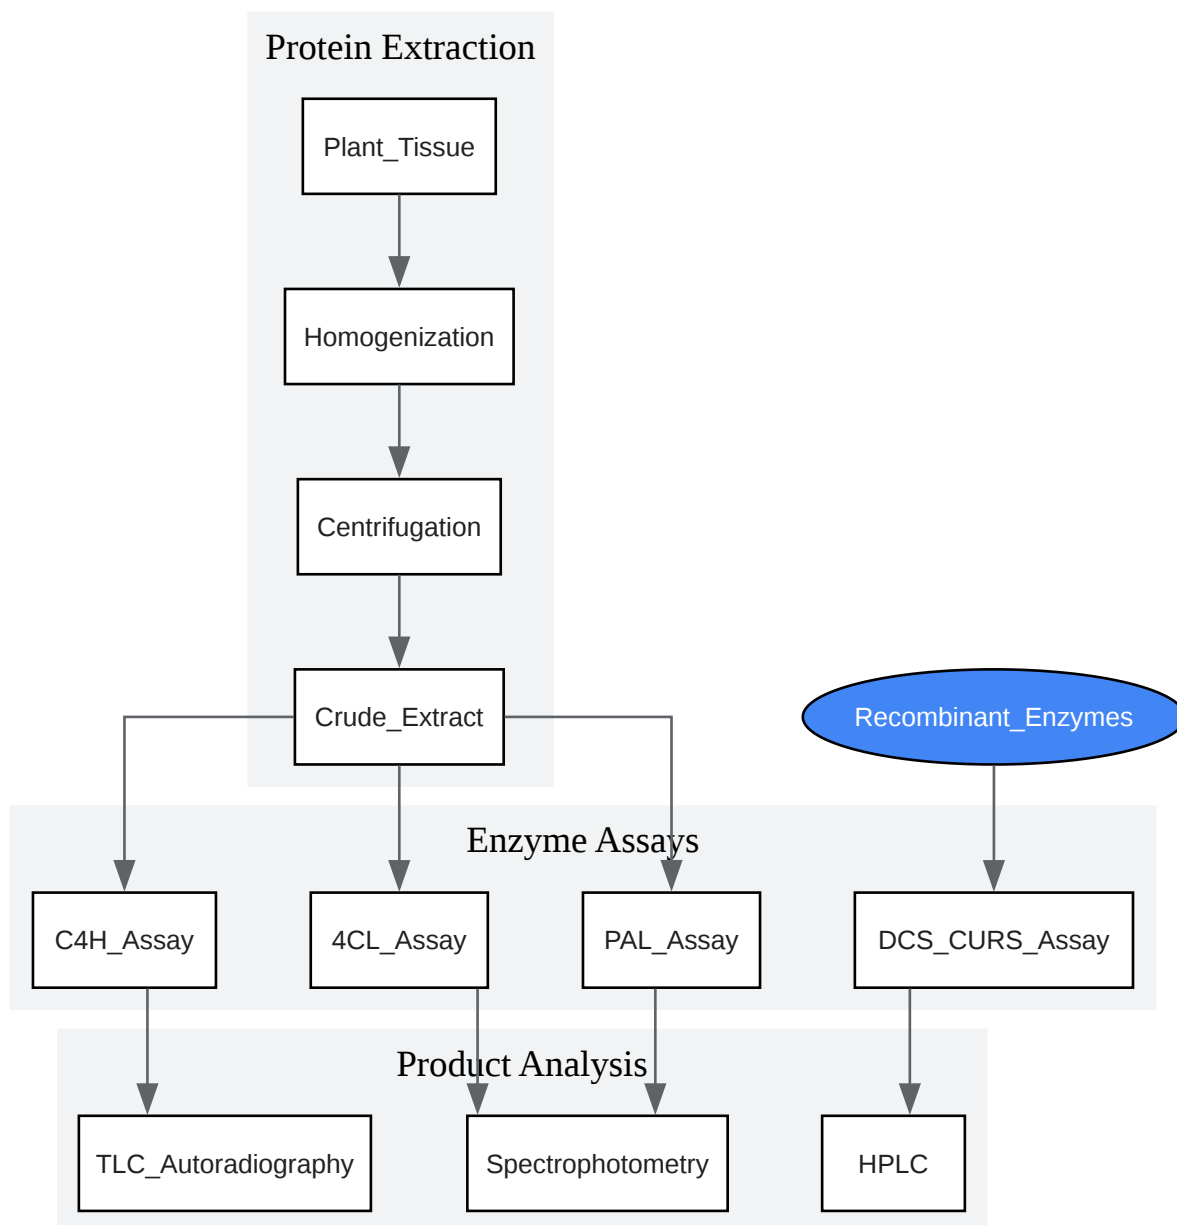 Protein Extraction
Plant_Tissue
Homogenization
Centrifugation
Crude_Extract
Recombinant_Enzymes
Enzyme Assays
C4H_Assay
4CL_Assay
PAL_Assay
DCS_CURS_Assay
Product Analysis
TLC_Autoradiography
Spectrophotometry
HPLC